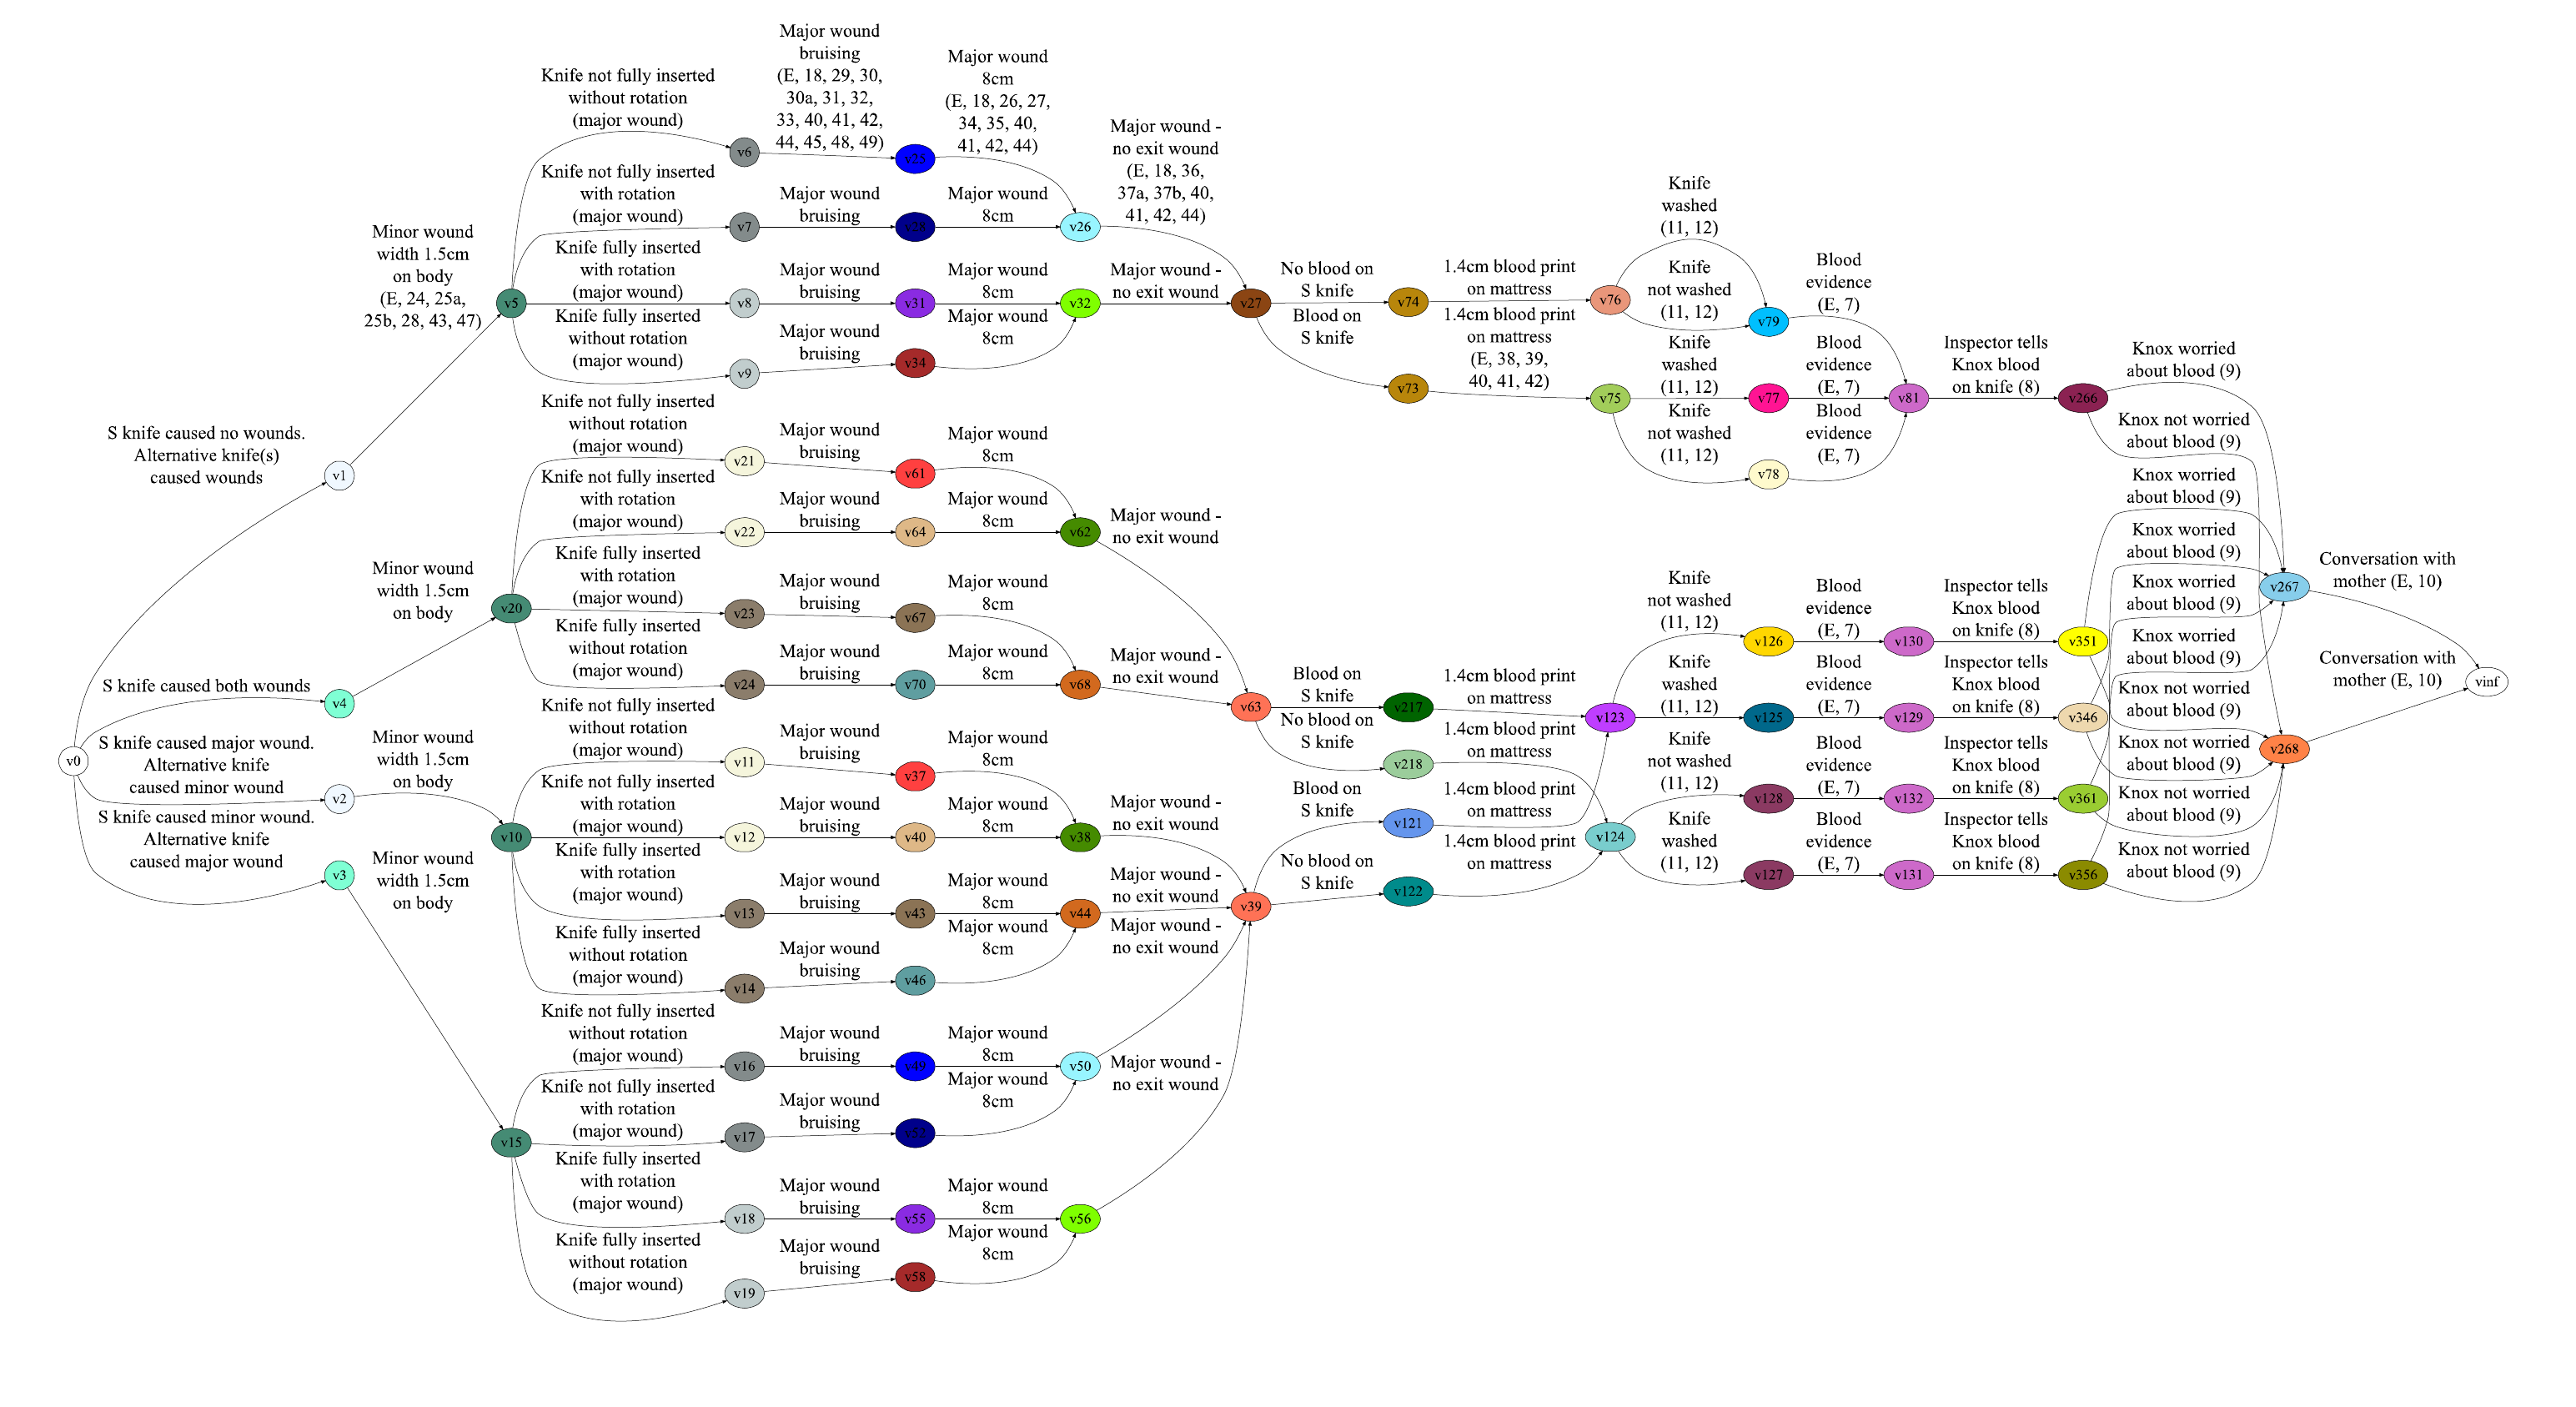 v0
S knife caused no wounds.
Alternative knife(s)
caused wounds
S knife caused both wounds
S knife caused major wound.
Alternative knife
caused minor wound
S knife caused minor wound.
Alternative knife
caused major wound
v1
v4
v2
v3
Minor wound
width 1.5cm
on body
(E, 24, 25a,
25b, 28, 43, 47)
Minor wound
width 1.5cm
on body
Minor wound
width 1.5cm
on body
Minor wound
width 1.5cm
on body
v5
v20
v10
v15
Knife not fully inserted
without rotation
(major wound)
Knife not fully inserted
with rotation
(major wound)
Knife fully inserted
with rotation
(major wound)
Knife fully inserted
without rotation
(major wound)
Knife not fully inserted
without rotation
(major wound)
Knife not fully inserted
with rotation
(major wound)
Knife fully inserted
with rotation
(major wound)
Knife fully inserted
without rotation
(major wound)
Knife not fully inserted
without rotation
(major wound)
Knife not fully inserted
with rotation
(major wound)
Knife fully inserted
with rotation
(major wound)
Knife fully inserted
without rotation
(major wound)
Knife not fully inserted
without rotation
(major wound)
Knife not fully inserted
with rotation
(major wound)
Knife fully inserted
with rotation
(major wound)
Knife fully inserted
without rotation
(major wound)
v6
v7
v8
v9
v21
v22
v23
v24
v11
v12
v13
v14
v16
v17
v18
v19
Major wound
bruising
(E, 18, 29, 30,
30a, 31, 32,
33, 40, 41, 42,
44, 45, 48, 49)
Major wound
bruising
Major wound
bruising
Major wound
bruising
Major wound
bruising
Major wound
bruising
Major wound
bruising
Major wound
bruising
Major wound
bruising
Major wound
bruising
Major wound
bruising
Major wound
bruising
Major wound
bruising
Major wound
bruising
Major wound
bruising
Major wound
bruising
v25
v28
v31
v34
v61
v64
v67
v70
v37
v40
v43
v46
v49
v52
v55
v58
Major wound
8cm
(E, 18, 26, 27,
34, 35, 40,
41, 42, 44)
Major wound
8cm
Major wound
8cm
Major wound
8cm
Major wound
8cm
Major wound
8cm
Major wound
8cm
Major wound
8cm
Major wound
8cm
Major wound
8cm
Major wound
8cm
Major wound
8cm
Major wound
8cm
Major wound
8cm
Major wound
8cm
Major wound
8cm
v26
v32
v62
v68
v38
v44
v50
v56
Major wound -
no exit wound
(E, 18, 36,
37a, 37b, 40,
41, 42, 44)
Major wound -
no exit wound
Major wound -
no exit wound
Major wound -
no exit wound
Major wound -
no exit wound
Major wound -
no exit wound
Major wound -
no exit wound
Major wound -
no exit wound
v27
v63
v39
No blood on
S knife
Blood on
S knife
Blood on
S knife
No blood on
S knife
Blood on
S knife
No blood on
S knife
v74
v73
v217
v218
v121
v122
1.4cm blood print
on mattress
1.4cm blood print
on mattress
(E, 38, 39,
40, 41, 42)
1.4cm blood print
on mattress
1.4cm blood print
on mattress
1.4cm blood print
on mattress
1.4cm blood print
on mattress
v76
v75
v123
v124
Knife
washed
(11, 12)
Knife
not washed
(11, 12)
Knife
washed
(11, 12)
Knife
not washed
(11, 12)
Knife
not washed
(11, 12)
Knife
washed
(11, 12)
Knife
not washed
(11, 12)
Knife
washed
(11, 12)
v79
v77
v78
v126
v125
v128
v127
Blood
evidence
(E, 7)
Blood
evidence
(E, 7)
Blood
evidence
(E, 7)
Blood
evidence
(E, 7)
Blood
evidence
(E, 7)
Blood
evidence
(E, 7)
Blood
evidence
(E, 7)
v81
v130
v129
v132
v131
Inspector tells
Knox blood
on knife (8)
Inspector tells
Knox blood
on knife (8)
Inspector tells
Knox blood
on knife (8)
Inspector tells
Knox blood
on knife (8)
Inspector tells
Knox blood
on knife (8)
v266
v351
v346
v361
v356
Knox worried
about blood (9)
Knox not worried
about blood (9)
Knox worried
about blood (9)
Knox worried
about blood (9)
Knox worried
about blood (9)
Knox worried
about blood (9)
Knox not worried
about blood (9)
Knox not worried
about blood (9)
Knox not worried
about blood (9)
Knox not worried
about blood (9)
v267
v268
Conversation with
mother (E, 10)
Conversation with
mother (E, 10)
vinf